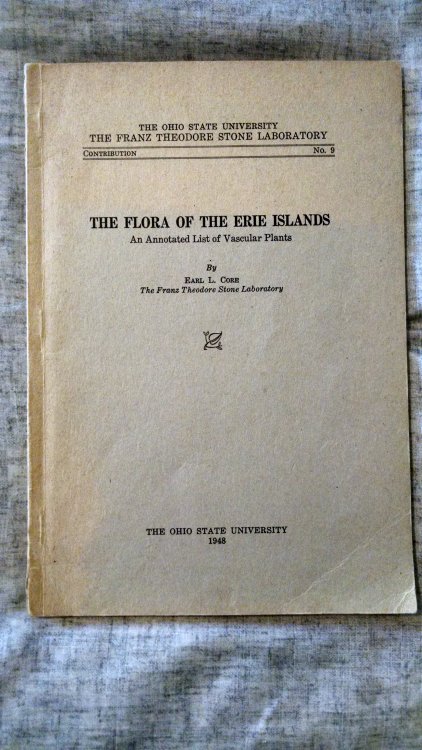 THE OHIO STATE UNIVERSITY
THE FRANZ THEODORE STONE LABORATORY
CONTRIBUTION No. 9
THE FLORA OF THE ERIE ISLANDS
An Annotated List of Vascular Plants
By
EARL L. CORE
The Franz Theodore Stone Laboratory
THE OHIO STATE UNIVERSITY
1948